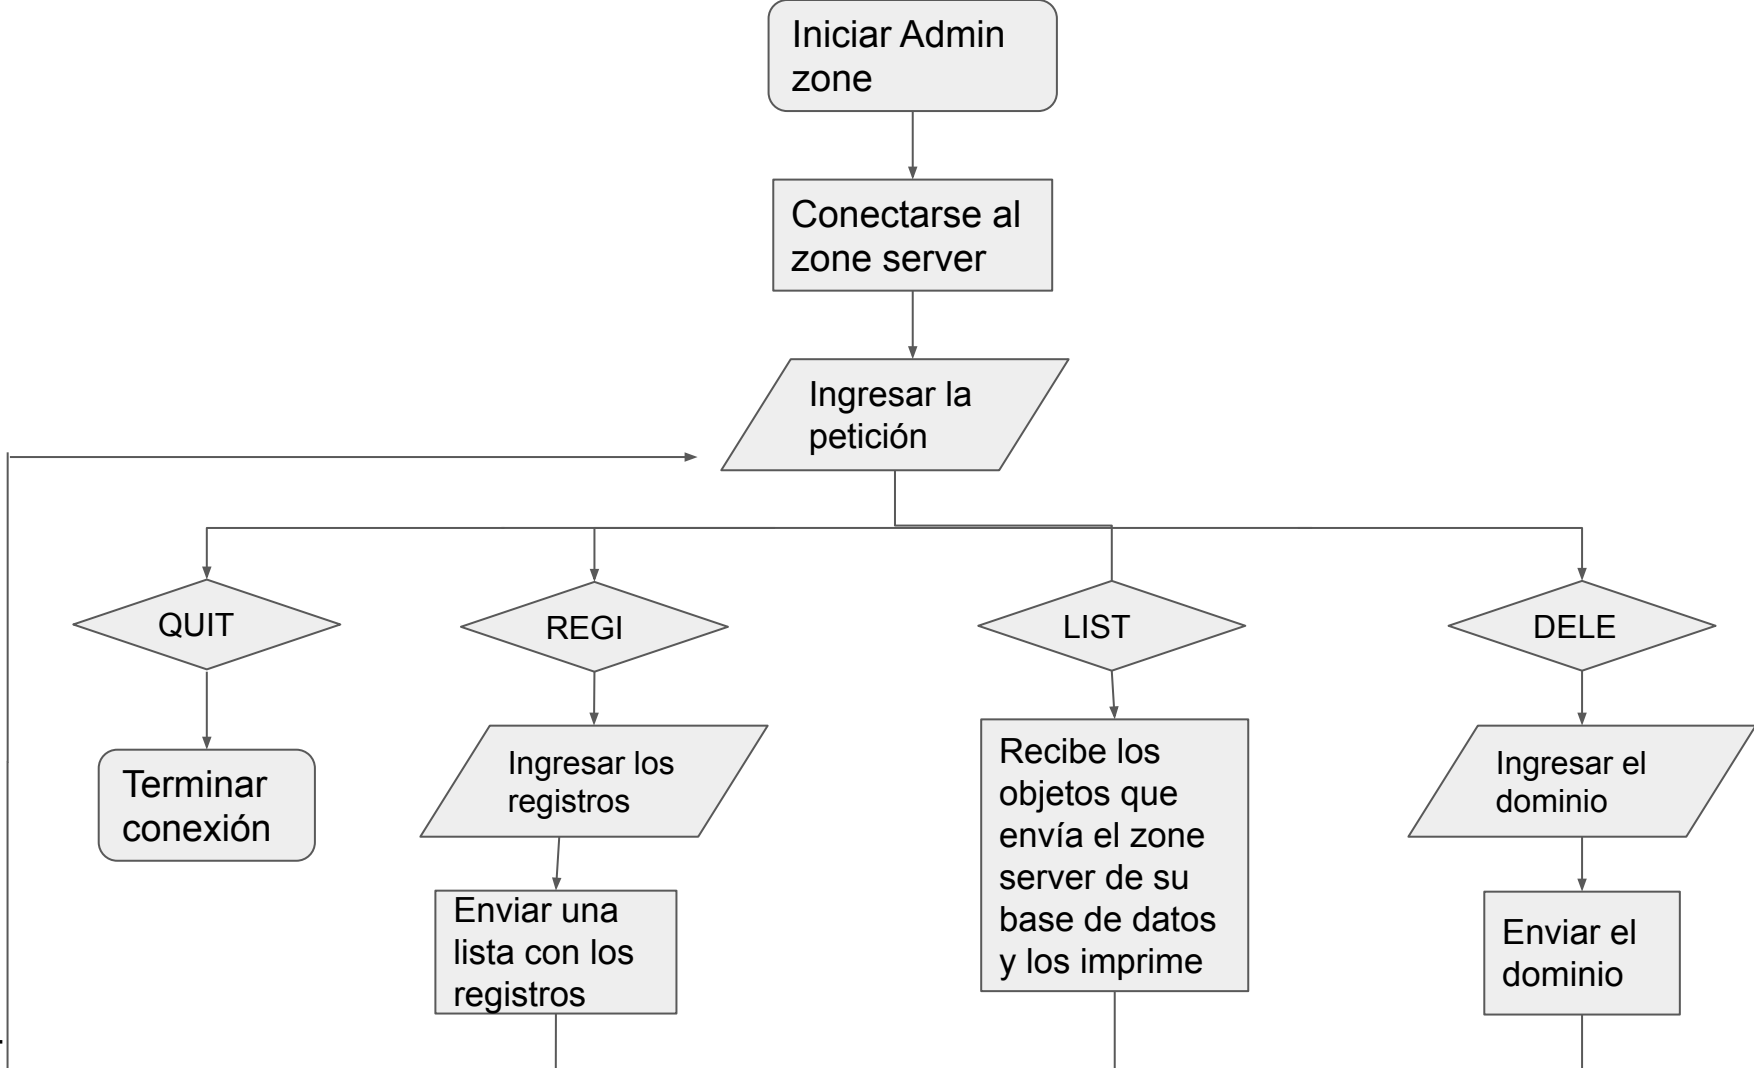 Iniciar Admin
zone
Conectarse al
zone server
Ingresar la
petición
QUIT
REGI
LIST
DELE
Terminar
conexión
Ingresar los
registros
Recibe los
objetos que
envía el zone
server de su
base de datos
y los imprime
Ingresar el
dominio
Enviar una
lista con los
registros
Enviar el
dominio